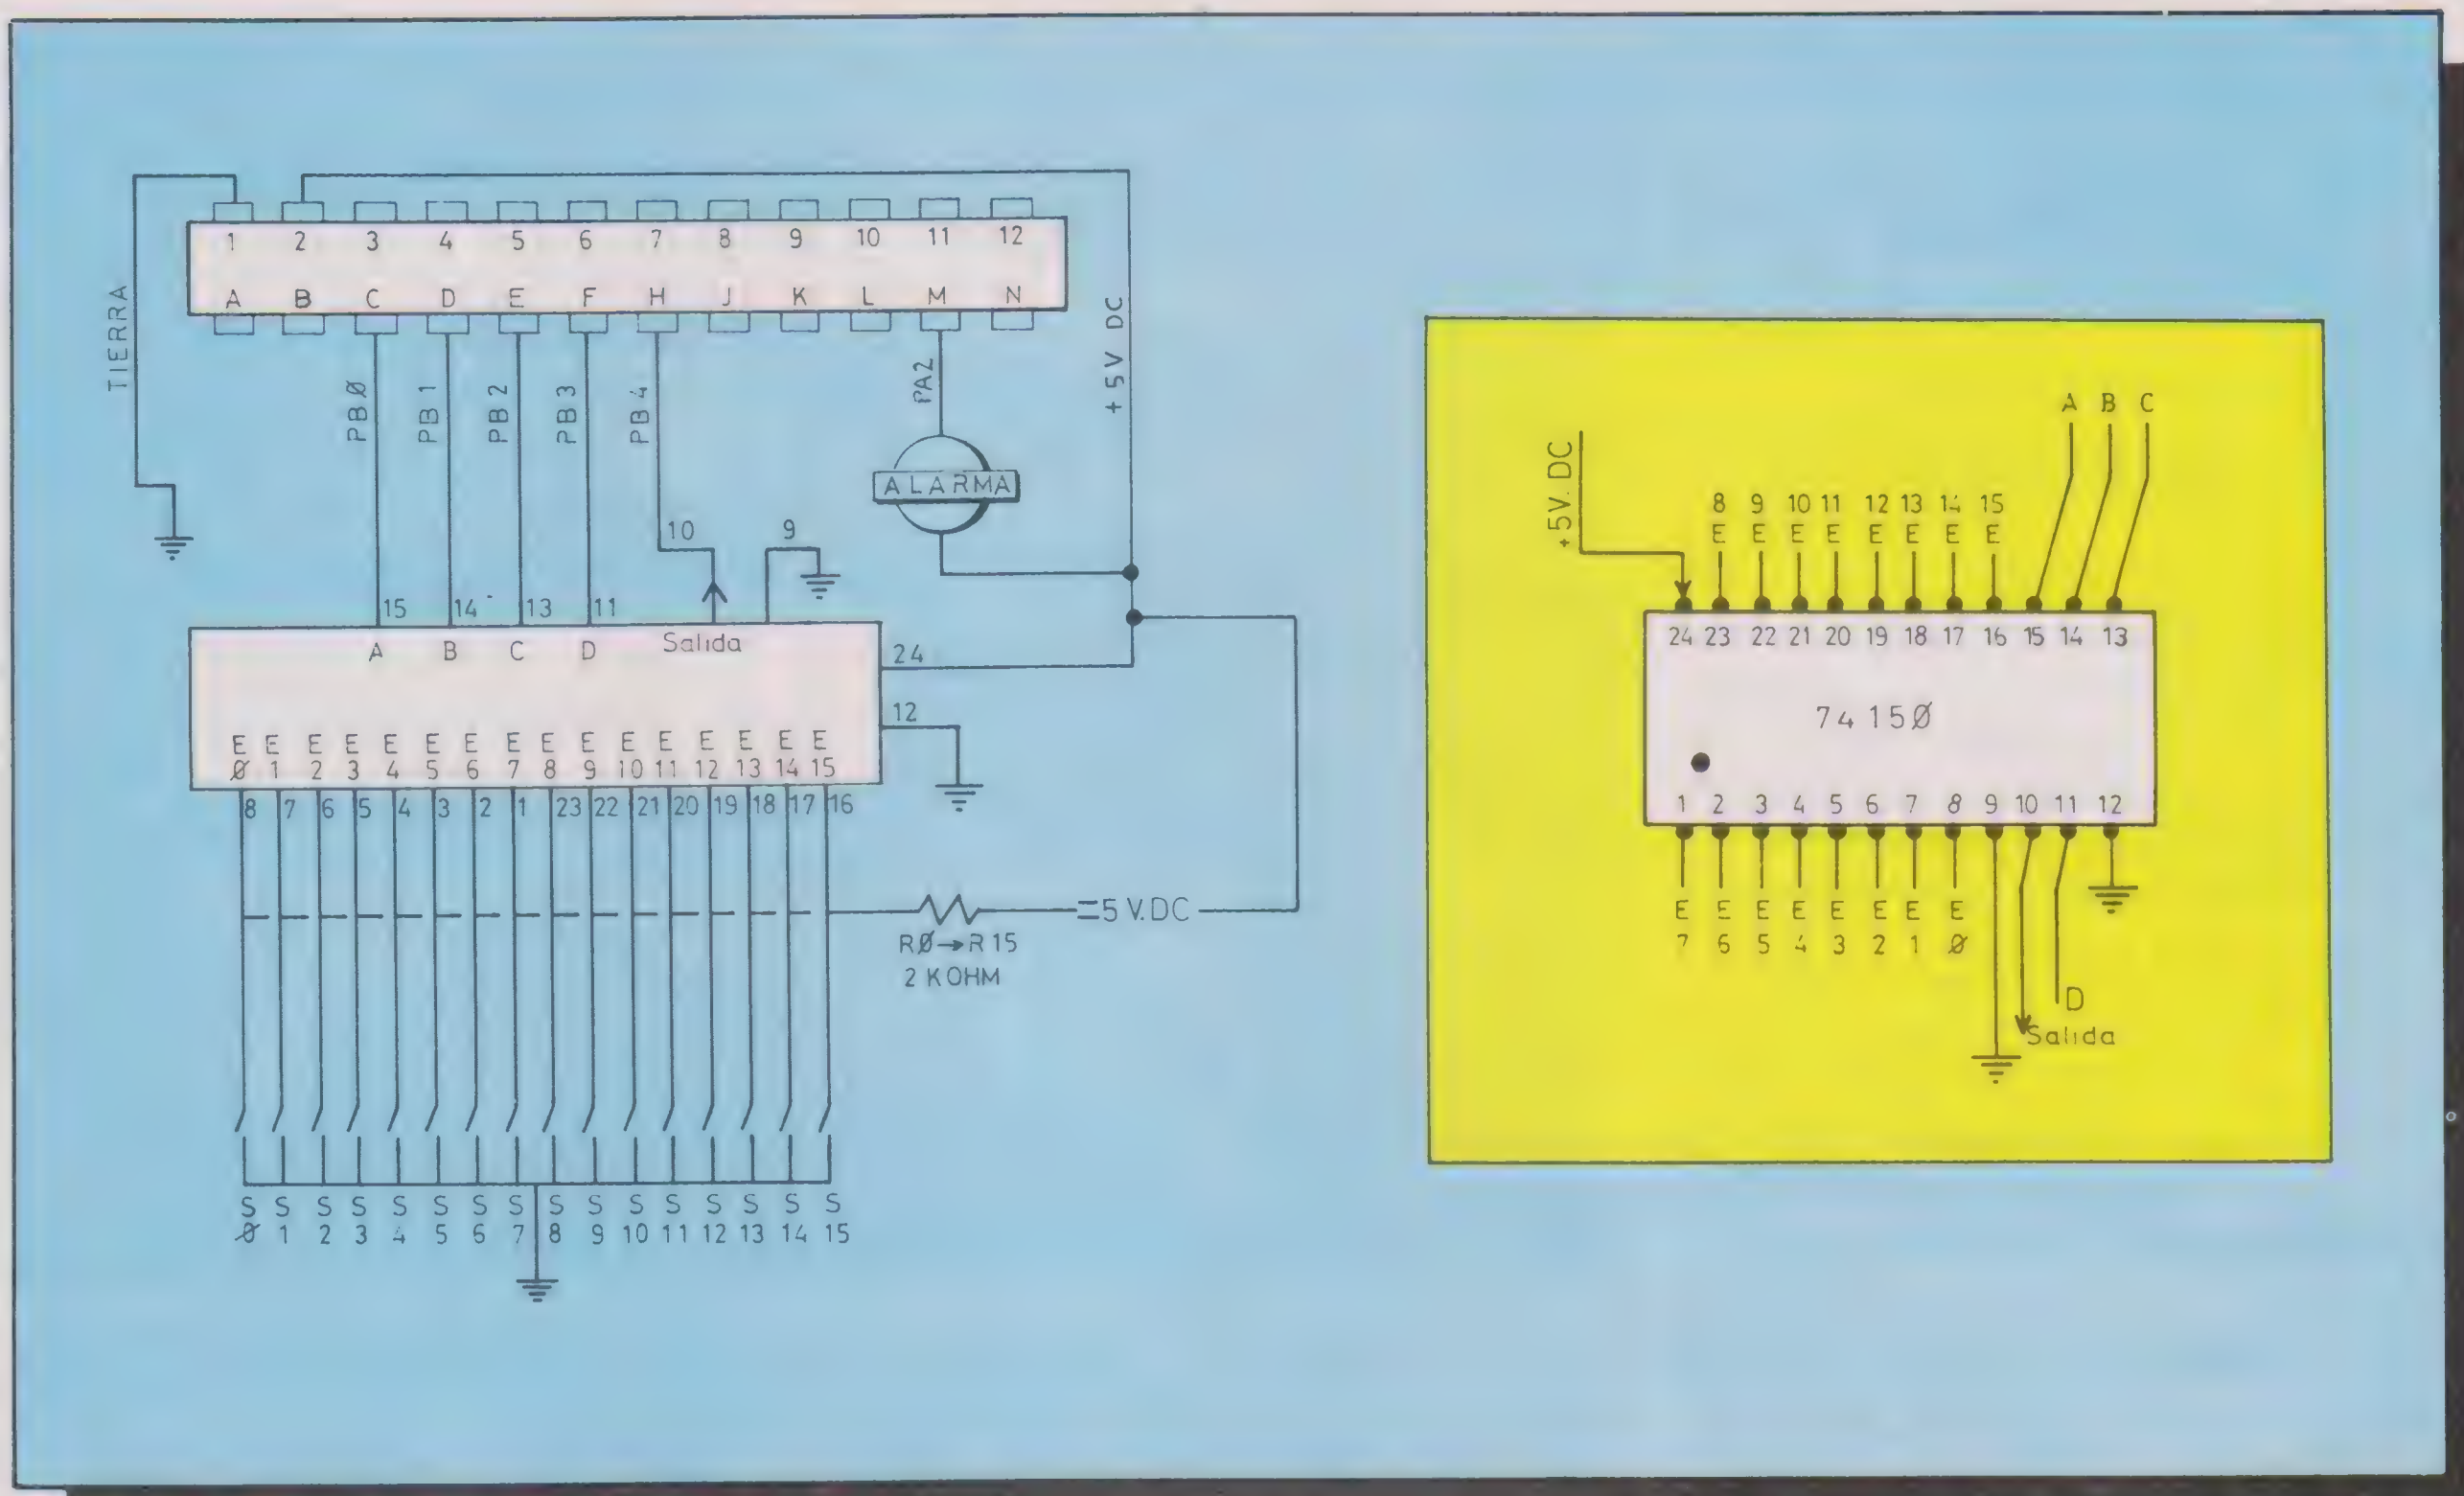 1 2 3 4 5 6 7 8 9 10 11 12
A B C D E F H J K L M N
TIERRA
PBØ
PB 1
PB 2
PB 3
PB 4
PA2
+ 5 V DC
ALARMA
10
9
15 14 13 11
A B C D Salida
24
12
E E E E E E E E E E E E E E E E
Ø 1 2 3 4 5 6 7 8 9 10 11 12 13 14 15
8 7 6 5 4 3 2 1 23 22 21 20 19 18 17 16
=5 V.DC
RØ→R 15
2 K OHM
S S S S S S S S S S S S S S S S
Ø 1 2 3 4 5 6 7 8 9 10 11 12 13 14 15
A B C
+5V. DC
8 9 10 11 12 13 14 15
E E E E E E E E
24 23 22 21 20 19 18 17 16 15 14 13
74 15Ø
1 2 3 4 5 6 7 8 9 10 11 12
E E E E E E E E
7 6 5 4 3 2 1 Ø
D
Salida